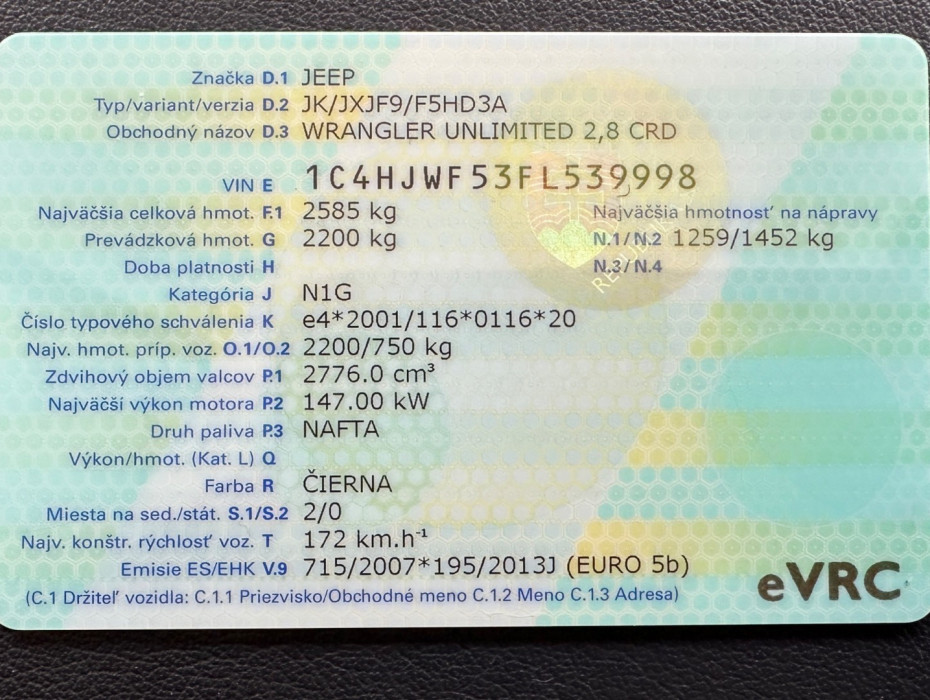 Značka D.1 JEEP
Typ/variant/verzia D.2 JK/JXJF9/F5HD3A
Obchodný názov D.3 WRANGLER UNLIMITED 2,8 CRD
VIN E 1C4HJWF53FL539998
Najväčšia celková hmot. F.1 2585 kg Najväčšia hmotnosť na nápravy
Prevádzková hmot. G 2200 kg N.1/N.2 1259/1452 kg
Doba platnosti H N.3/N.4
Kategória J N1G
Číslo typového schválenia K e4*2001/116*0116*20
Najv. hmot. príp. voz. O.1/O.2 2200/750 kg
Zdvihový objem valcov P.1 2776.0 cm³
Najväčší výkon motora P.2 147.00 kW
Druh paliva P.3 NAFTA
Výkon/hmot. (Kat. L) Q
Farba R ČIERNA
Miesta na sed./stát. S.1/S.2 2/0
Najv. konštr. rýchlosť voz. T 172 km.h⁻¹
Emisie ES/EHK V.9 715/2007*195/2013J (EURO 5b)
(C.1 Držiteľ vozidla: C.1.1 Priezvisko/Obchodné meno C.1.2 Meno C.1.3 Adresa)
eVRC